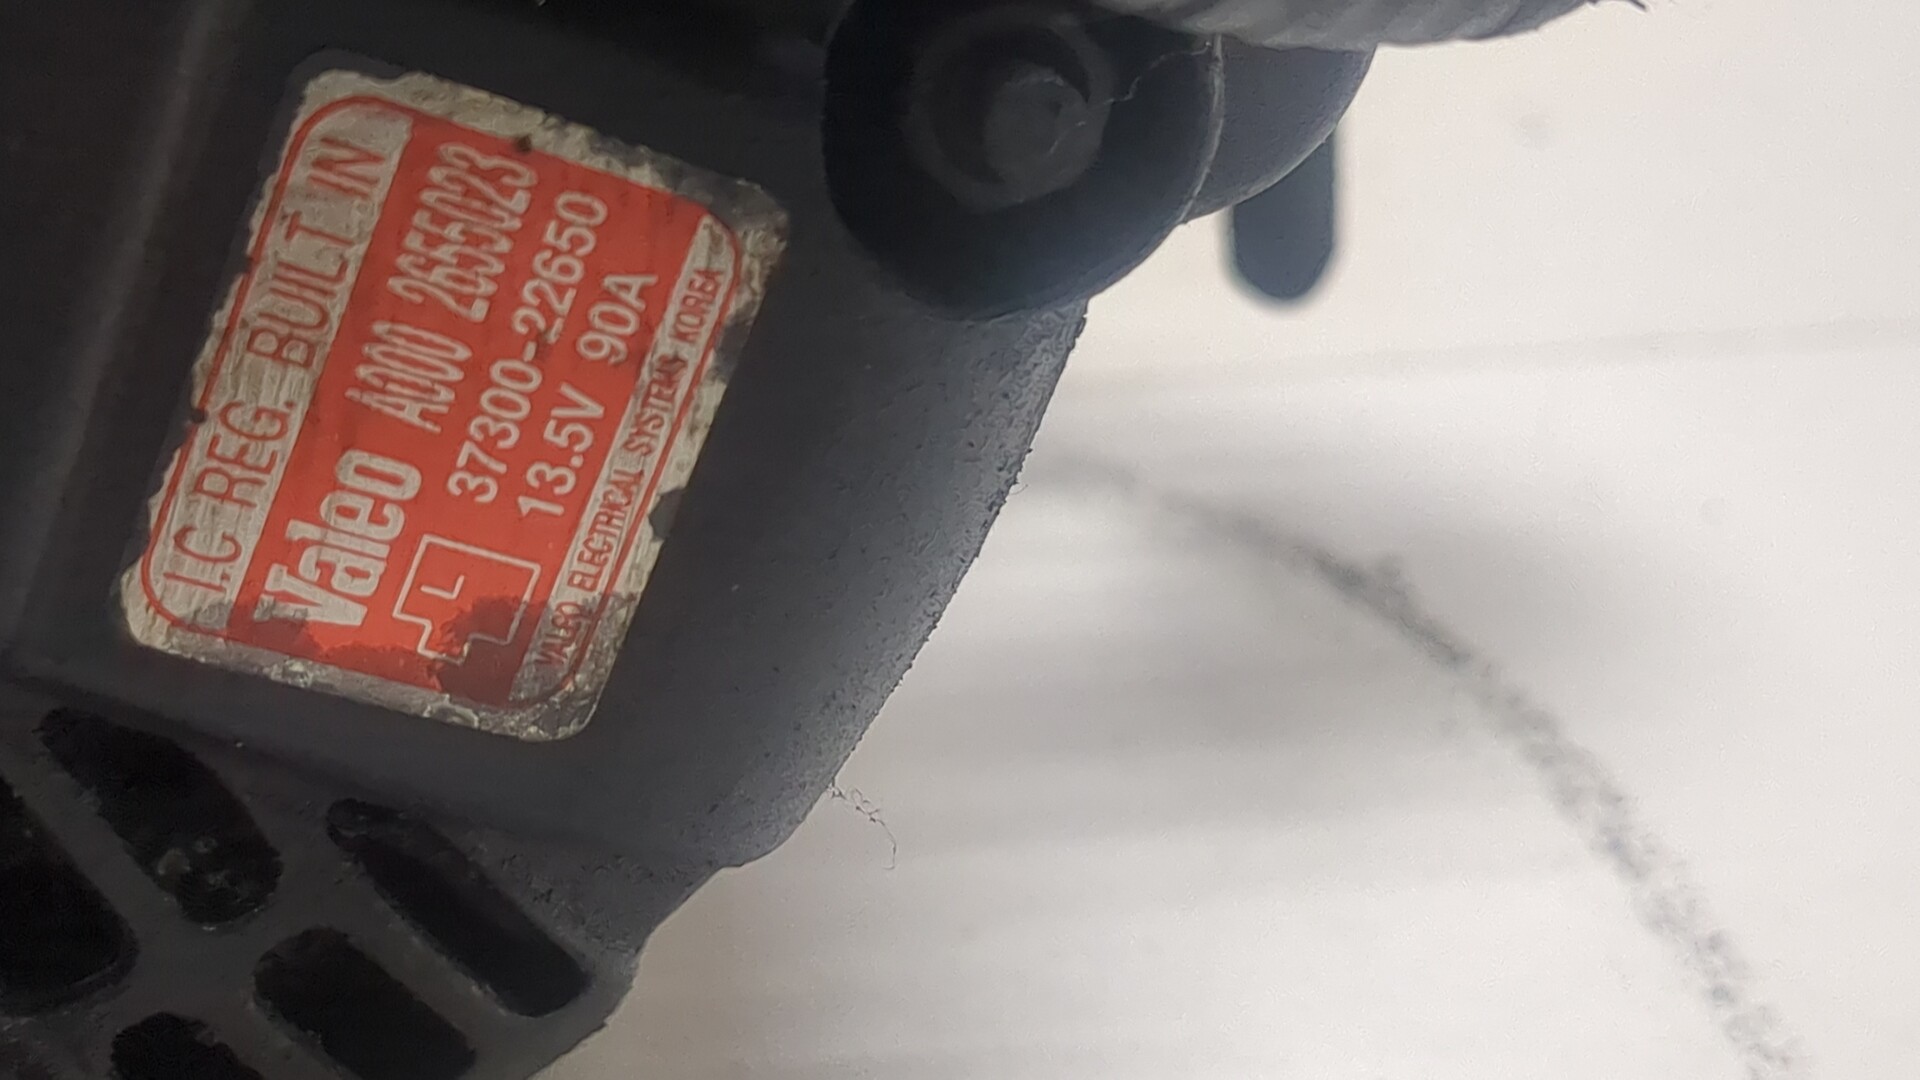 I.C REG. BUILT IN
Valeo A000 2655023
37300-22650
L 13.5V 90A
VALEO ELECTRICAL SYSTEMS KOREA